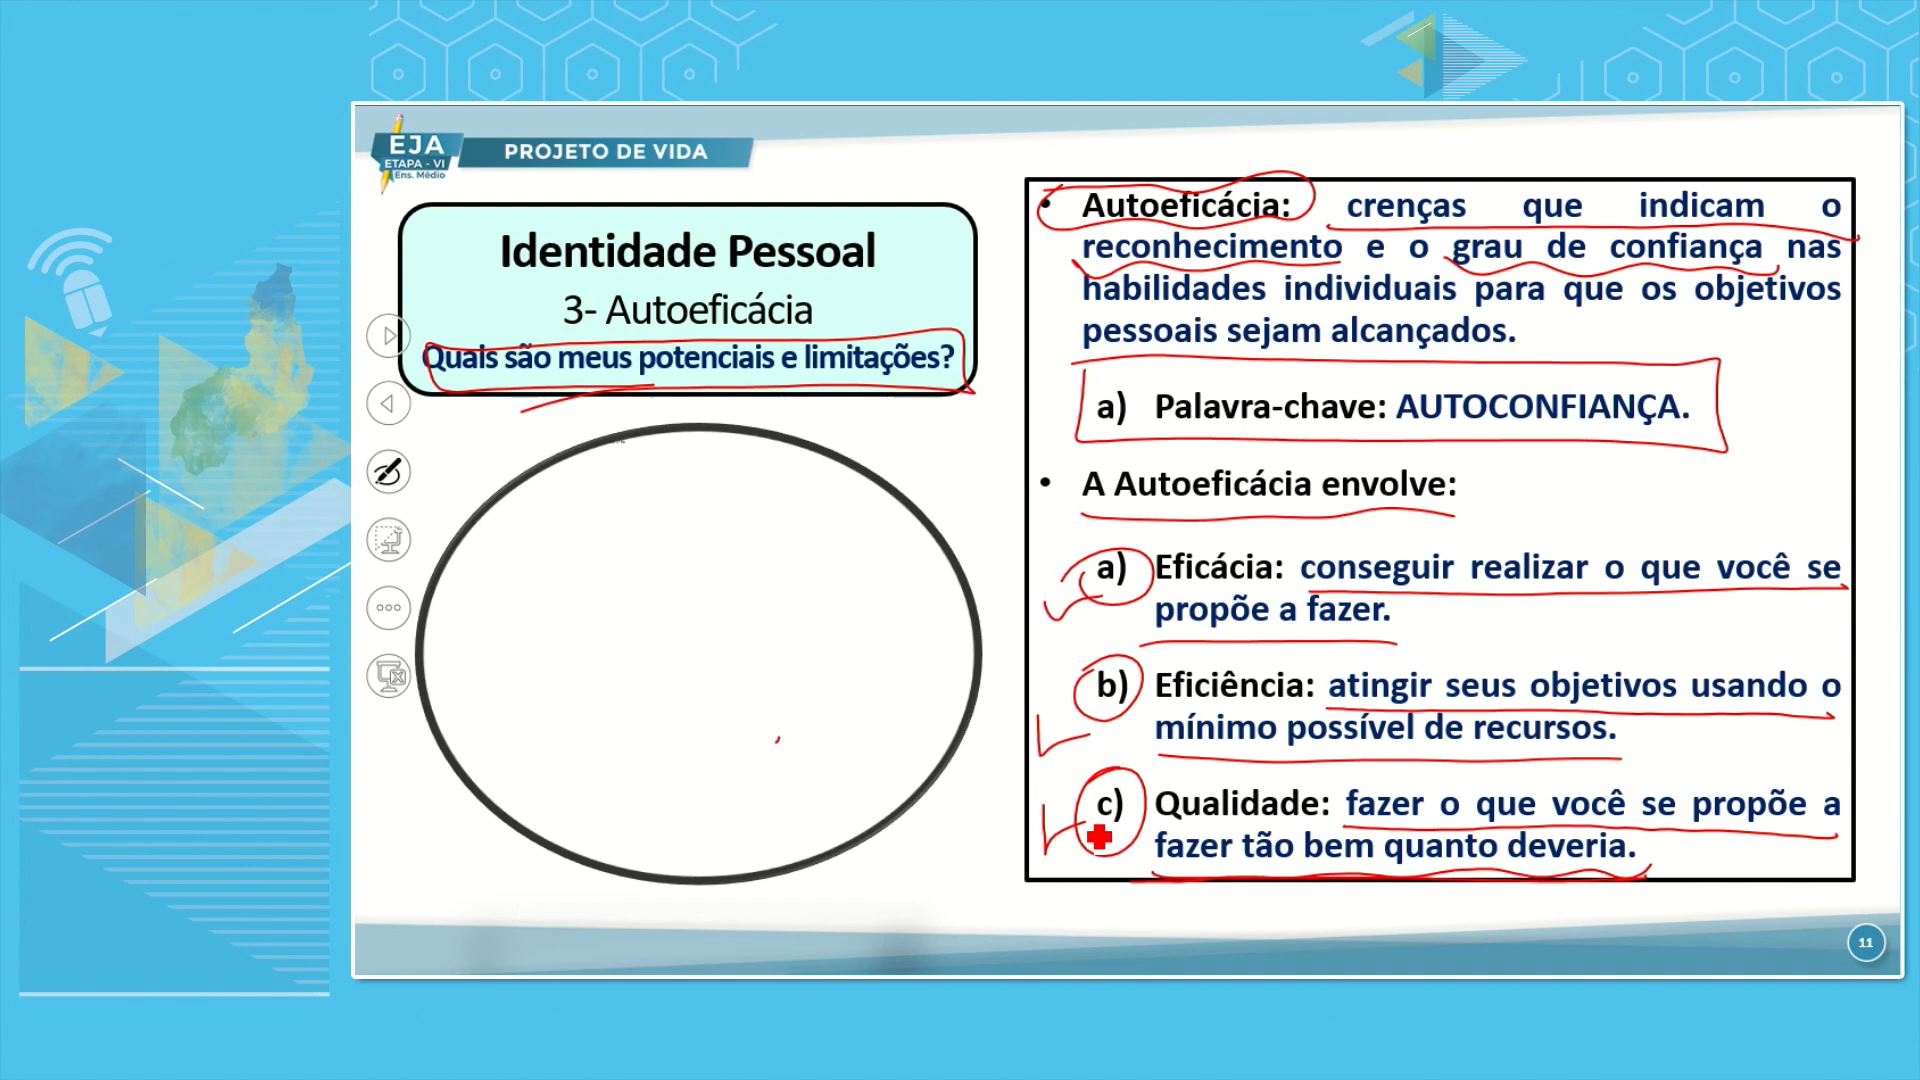 EJA
ETAPA - VI
Ens. Médio
PROJETO DE VIDA
Identidade Pessoal
3- Autoeficácia
Quais são meus potenciais e limitações?
• Autoeficácia: crenças que indicam o
reconhecimento e o grau de confiança nas
habilidades individuais para que os objetivos
pessoais sejam alcançados.
a) Palavra-chave: AUTOCONFIANÇA.
• A Autoeficácia envolve:
a) Eficácia: conseguir realizar o que você se
propõe a fazer.
b) Eficiência: atingir seus objetivos usando o
mínimo possível de recursos.
c) Qualidade: fazer o que você se propõe a
fazer tão bem quanto deveria.
11